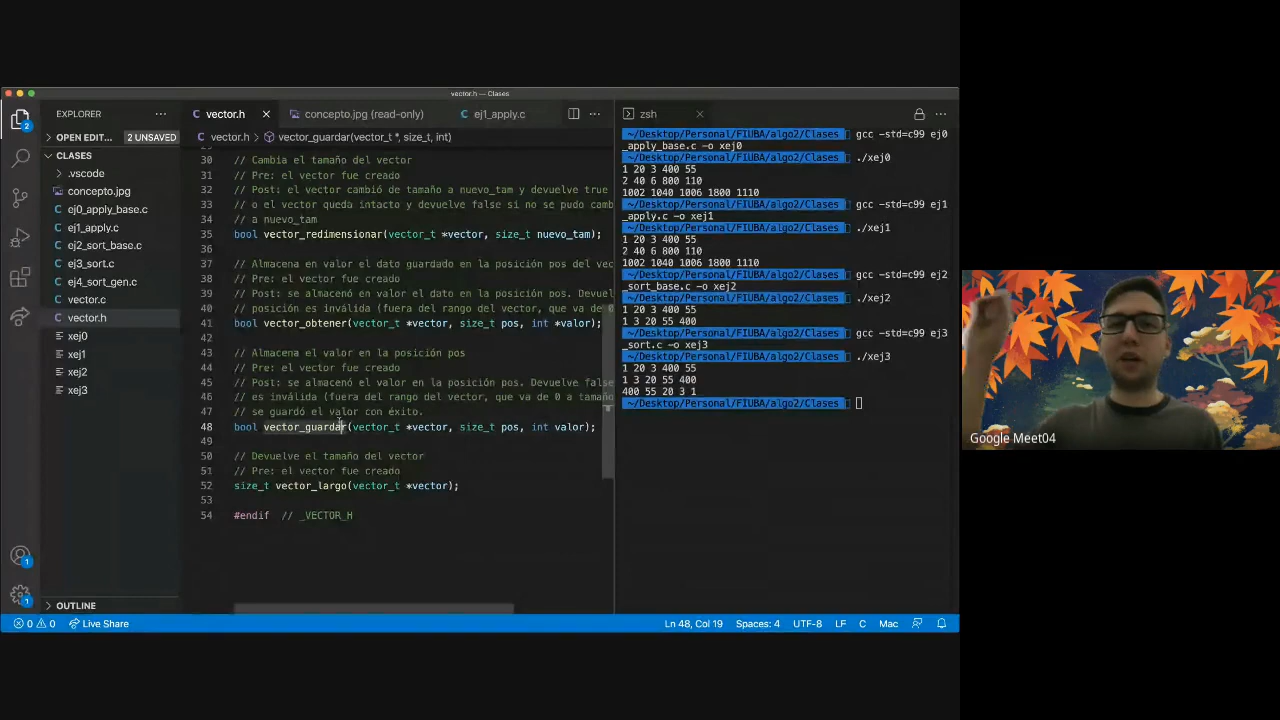 vector.h — Clases
EXPLORER
OPEN EDIT... 2 UNSAVED
CLASES
.vscode
concepto.jpg
ej0_apply_base.c
ej1_apply.c
ej2_sort_base.c
ej3_sort.c
ej4_sort_gen.c
vector.c
vector.h
xej0
xej1
xej2
xej3
OUTLINE
vector.h
concepto.jpg (read-only)
ej1_apply.c
vector.h > vector_guardar(vector_t *, size_t, int)
30 // Cambia el tamaño del vector
31 // Pre: el vector fue creado
32 // Post: el vector cambió de tamaño a nuevo_tam y devuelve true
33 // o el vector queda intacto y devuelve false si no se pudo camb
34 // a nuevo_tam
35 bool vector_redimensionar(vector_t *vector, size_t nuevo_tam);
36
37 // Almacena en valor el dato guardado en la posición pos del vec
38 // Pre: el vector fue creado
39 // Post: se almacenó en valor el dato en la posición pos. Devuel
40 // posición es inválida (fuera del rango del vector, que va de 0
41 bool vector_obtener(vector_t *vector, size_t pos, int *valor);
42
43 // Almacena el valor en la posición pos
44 // Pre: el vector fue creado
45 // Post: se almacenó el valor en la posición pos. Devuelve false
46 // es inválida (fuera del rango del vector, que va de 0 a tamaño
47 // se guardó el valor con éxito.
48 bool vector_guardar(vector_t *vector, size_t pos, int valor);
49
50 // Devuelve el tamaño del vector
51 // Pre: el vector fue creado
52 size_t vector_largo(vector_t *vector);
53
54 #endif // _VECTOR_H
zsh
~/Desktop/Personal/FIUBA/algo2/Clases gcc -std=c99 ej0
_apply_base.c -o xej0
~/Desktop/Personal/FIUBA/algo2/Clases ./xej0
1 20 3 400 55
2 40 6 800 110
1002 1040 1006 1800 1110
~/Desktop/Personal/FIUBA/algo2/Clases gcc -std=c99 ej1
_apply.c -o xej1
~/Desktop/Personal/FIUBA/algo2/Clases ./xej1
1 20 3 400 55
2 40 6 800 110
1002 1040 1006 1800 1110
~/Desktop/Personal/FIUBA/algo2/Clases gcc -std=c99 ej2
_sort_base.c -o xej2
~/Desktop/Personal/FIUBA/algo2/Clases ./xej2
1 20 3 400 55
1 3 20 55 400
~/Desktop/Personal/FIUBA/algo2/Clases gcc -std=c99 ej3
_sort.c -o xej3
~/Desktop/Personal/FIUBA/algo2/Clases ./xej3
1 20 3 400 55
1 3 20 55 400
400 55 20 3 1
~/Desktop/Personal/FIUBA/algo2/Clases
Google Meet04
2
1
1
0 0 Live Share
Ln 48, Col 19 Spaces: 4 UTF-8 LF C Mac